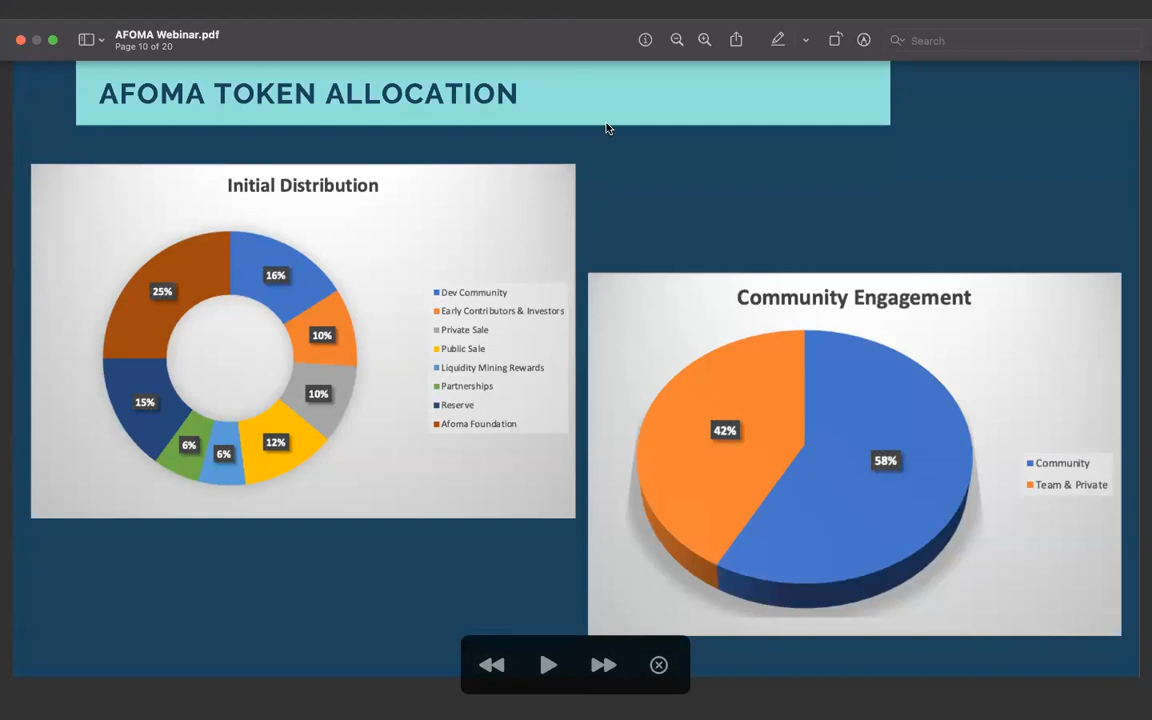 AFOMA Webinar.pdf
Page 10 of 20
Search
AFOMA TOKEN ALLOCATION
Initial Distribution
16%
10%
10%
12%
6%
6%
15%
25%
Dev Community
Early Contributors & Investors
Private Sale
Public Sale
Liquidity Mining Rewards
Partnerships
Reserve
Afoma Foundation
Community Engagement
42%
58%
Community
Team & Private